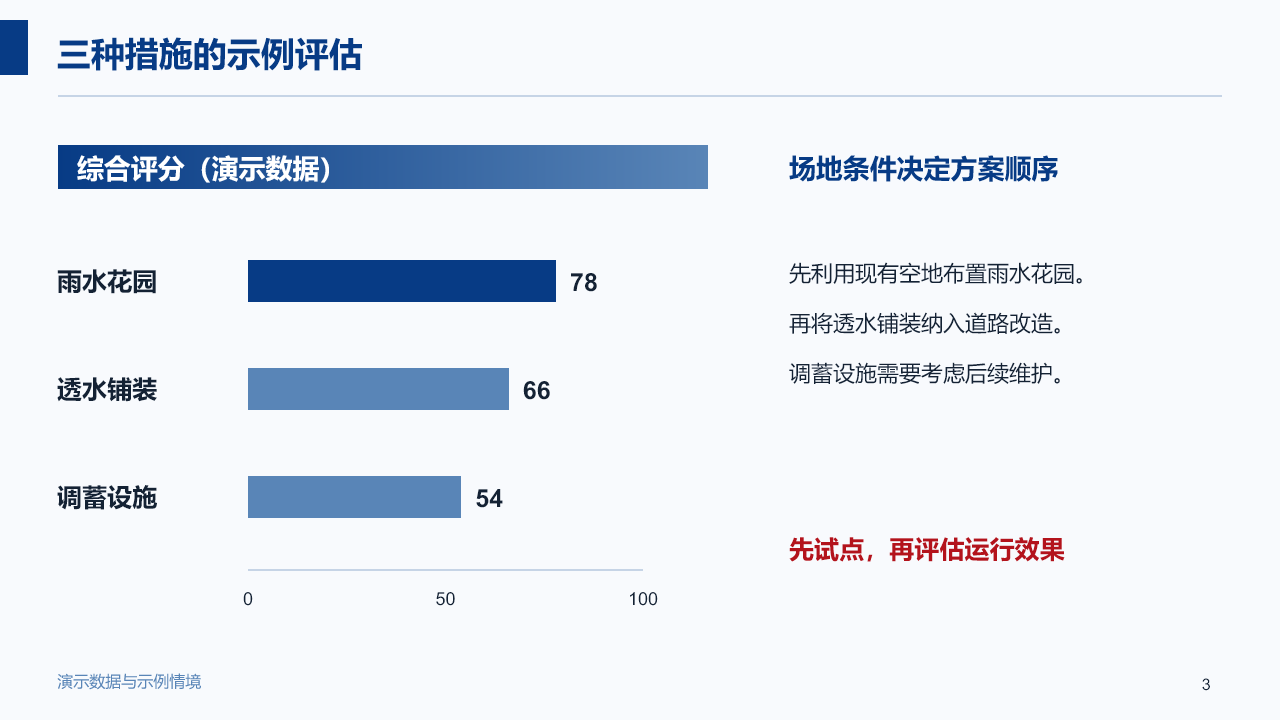 三种措施的示例评估
综合评分（演示数据）
雨水花园
78
透水铺装
66
调蓄设施
54
0
50
100
场地条件决定方案顺序
先利用现有空地布置雨水花园。
再将透水铺装纳入道路改造。
调蓄设施需要考虑后续维护。
先试点，再评估运行效果
演示数据与示例情境
3